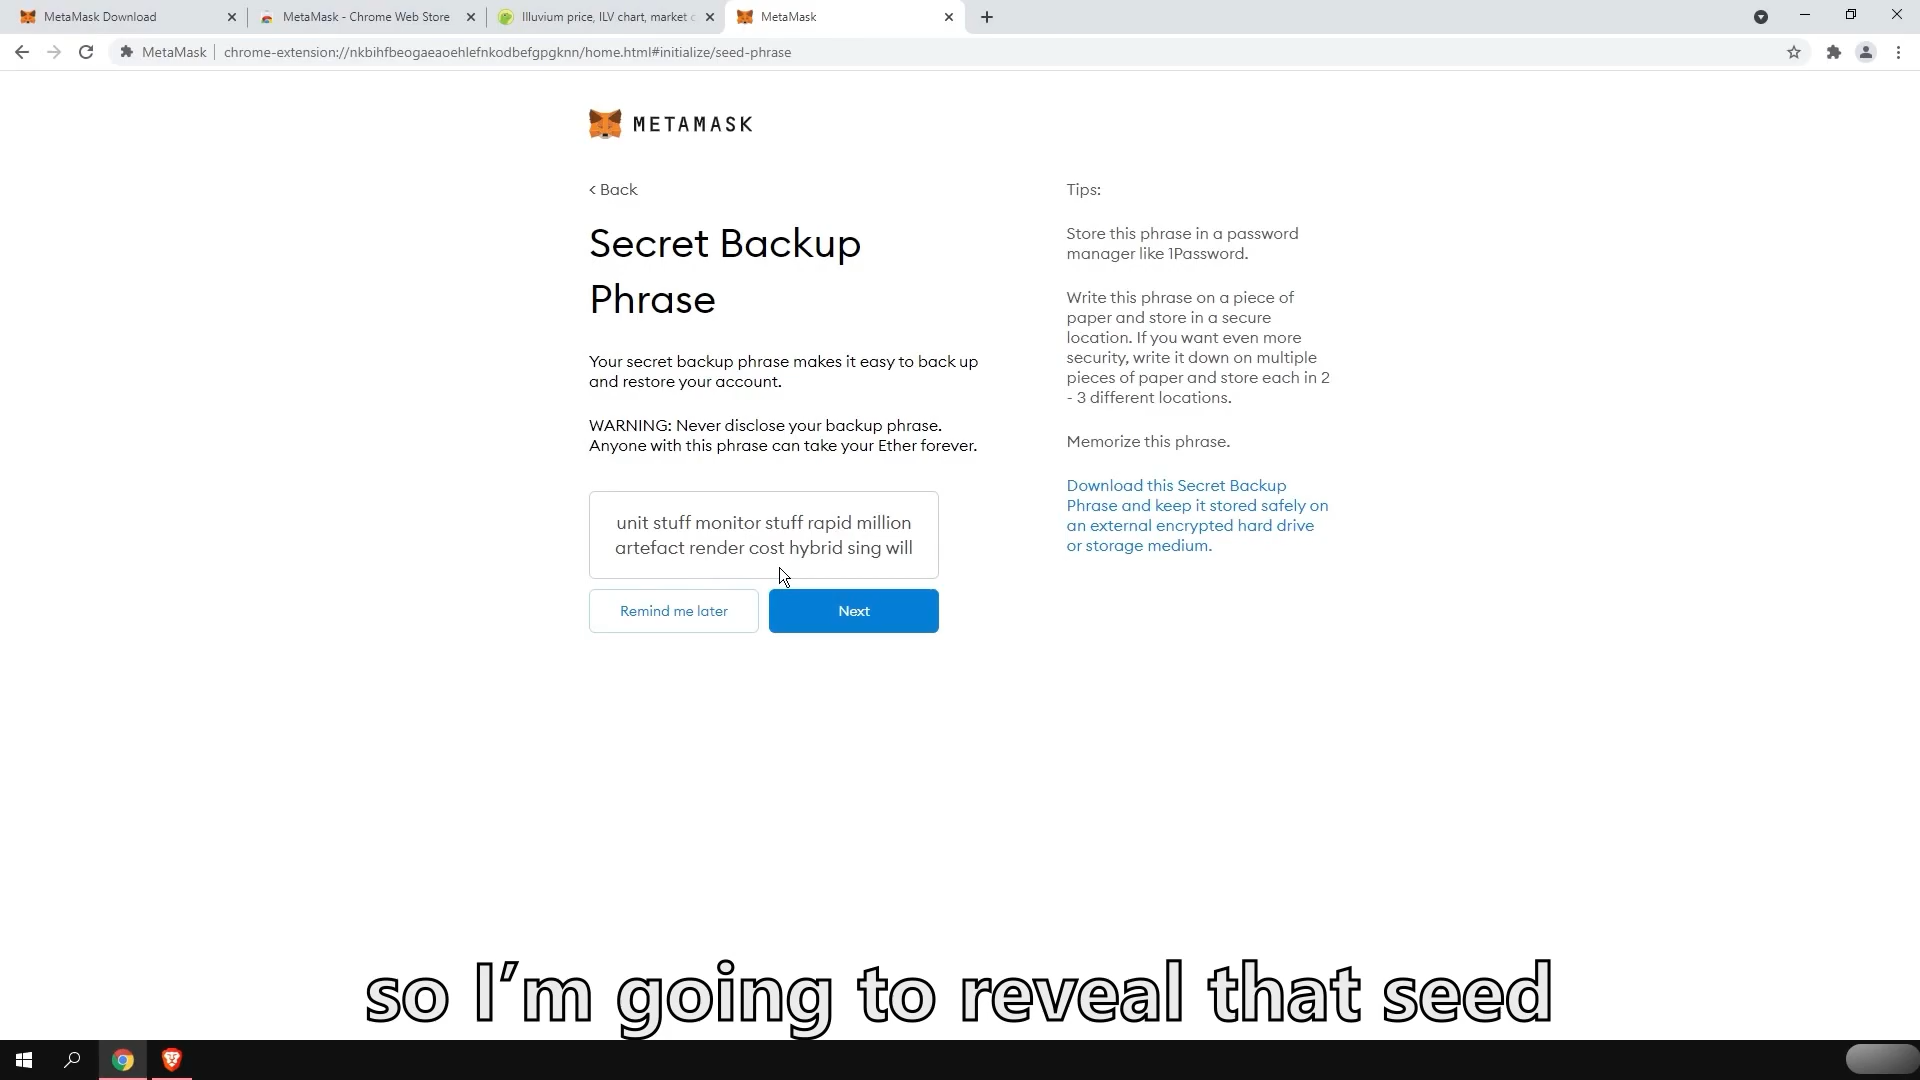 MetaMask Download
MetaMask - Chrome Web Store
Illuvium price, ILV chart, market
MetaMask
MetaMask
chrome-extension://nkbihfbeogaeaoehlefnkodbefgpgknn/home.html#initialize/seed-phrase
METAMASK
< Back
Secret Backup
Phrase
Your secret backup phrase makes it easy to back up
and restore your account.
WARNING: Never disclose your backup phrase.
Anyone with this phrase can take your Ether forever.
unit stuff monitor stuff rapid million
artefact render cost hybrid sing will
Remind me later
Next
Tips:
Store this phrase in a password
manager like 1Password.
Write this phrase on a piece of
paper and store in a secure
location. If you want even more
security, write it down on multiple
pieces of paper and store each in 2
- 3 different locations.
Memorize this phrase.
Download this Secret Backup
Phrase and keep it stored safely on
an external encrypted hard drive
or storage medium.
so I'm going to reveal that seed